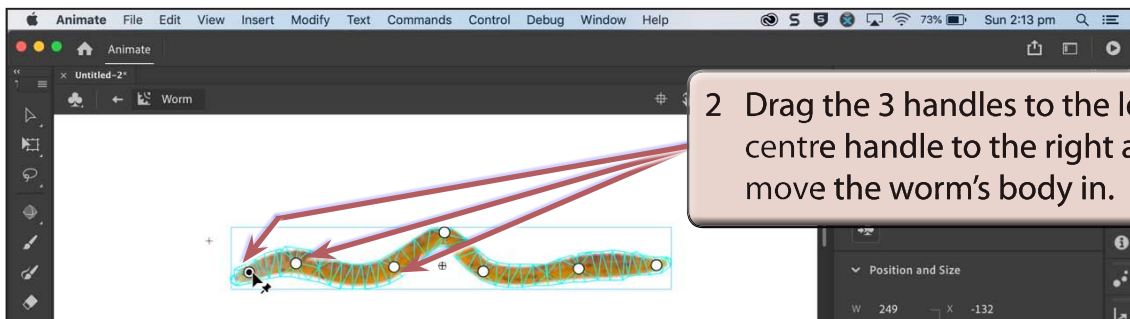 Animate File Edit View Insert Modify Text Commands Control Debug Window Help 73% Sun 2:13 pm
Animate
Untitled-2*
Worm
2 Drag the 3 handles to the le
centre handle to the right a
move the worm's body in.
Position and Size
W 249 X -132